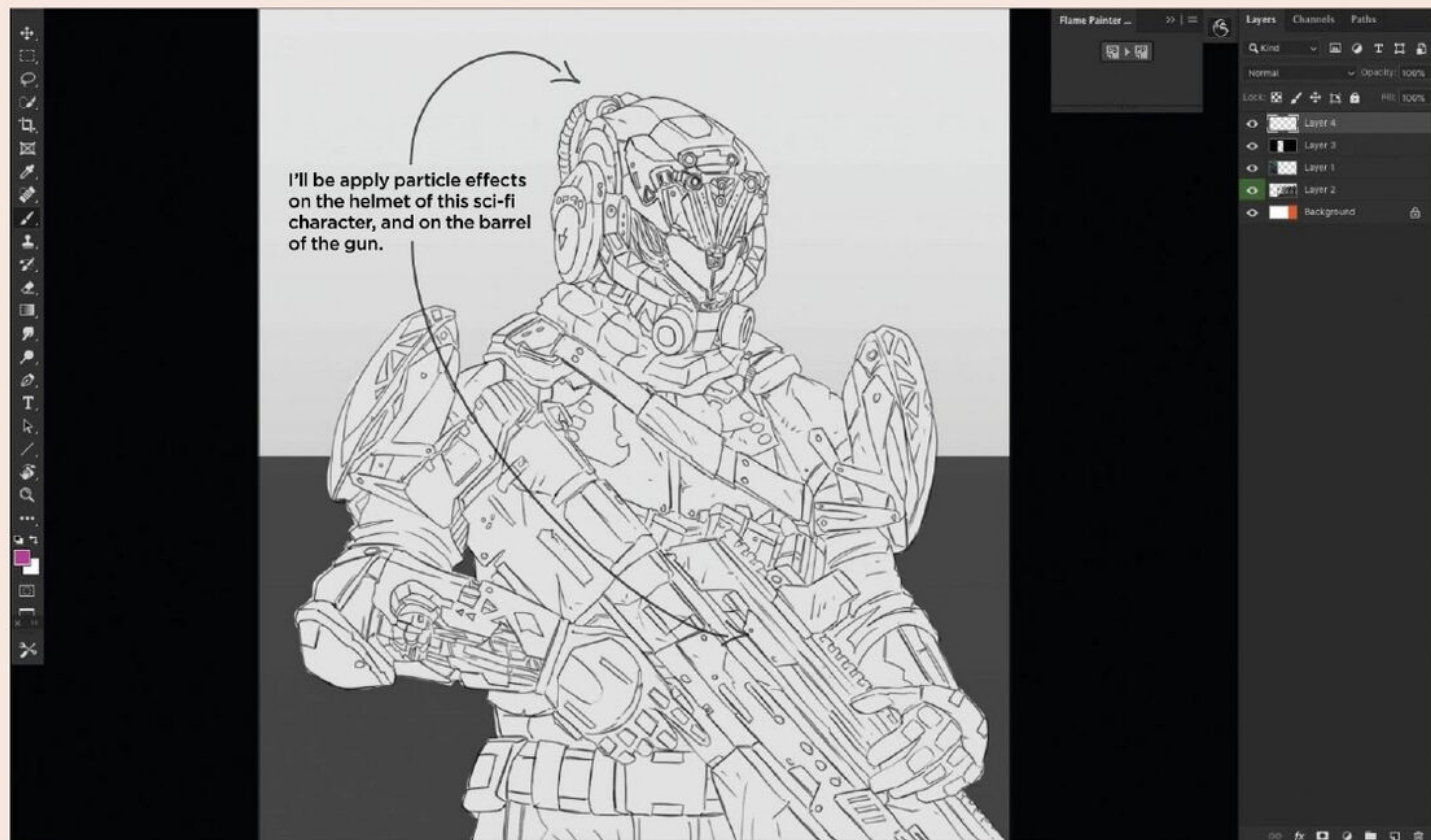 Flame Painter ...
Layers Channels Paths
Kind
Normal
Opacity: 100%
Lock:
Fill: 100%
Layer 4
Layer 3
Layer 1
Layer 2
Background
I'll be apply particle effects
on the helmet of this sci-fi
character, and on the barrel
of the gun.
T
T
fx